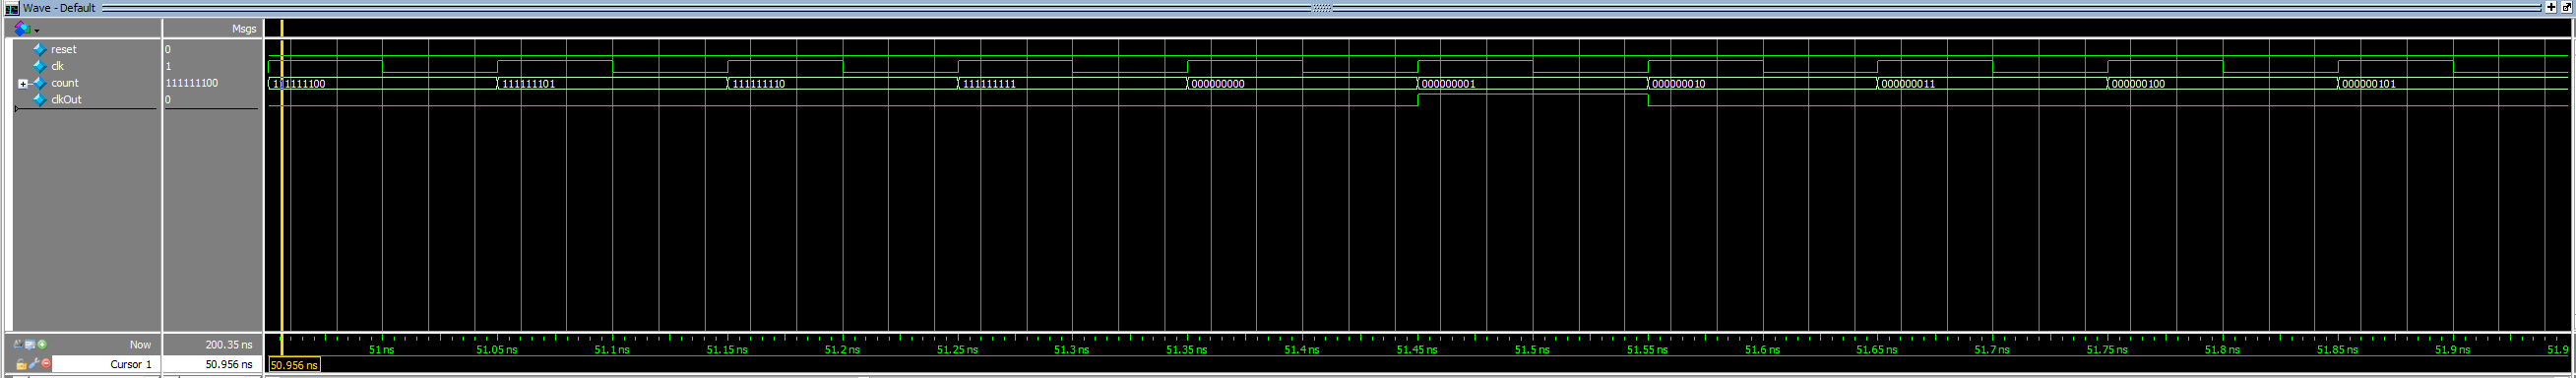 Wave - Default
Msgs
reset 0
clk 1
count 111111100 111111100 111111101 111111110 111111111 000000000 000000001 000000010 000000011 000000100 000000101
clkOut 0
Now 200.35 ns 51 ns 51.05 ns 51.1 ns 51.15 ns 51.2 ns 51.25 ns 51.3 ns 51.35 ns 51.4 ns 51.45 ns 51.5 ns 51.55 ns 51.6 ns 51.65 ns 51.7 ns 51.75 ns 51.8 ns 51.85 ns 51.9 ns 51.9
Cursor 1 50.956 ns 50.956 ns